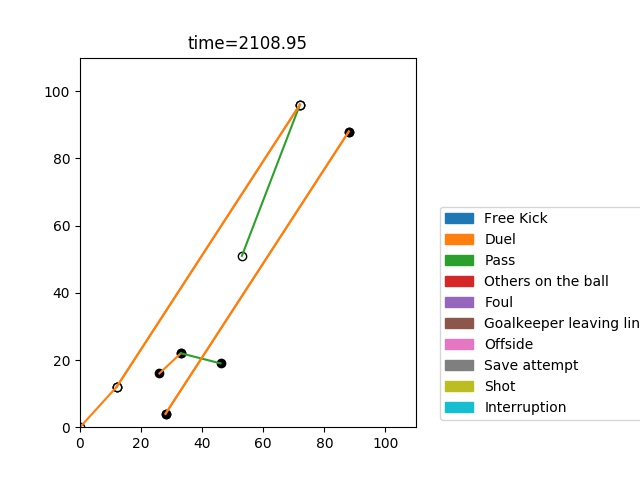 time=2108.95
100
80
60
40
20
0
0 20 40 60 80 100
Free Kick
Duel
Pass
Others on the ball
Foul
Goalkeeper leaving lin
Offside
Save attempt
Shot
Interruption